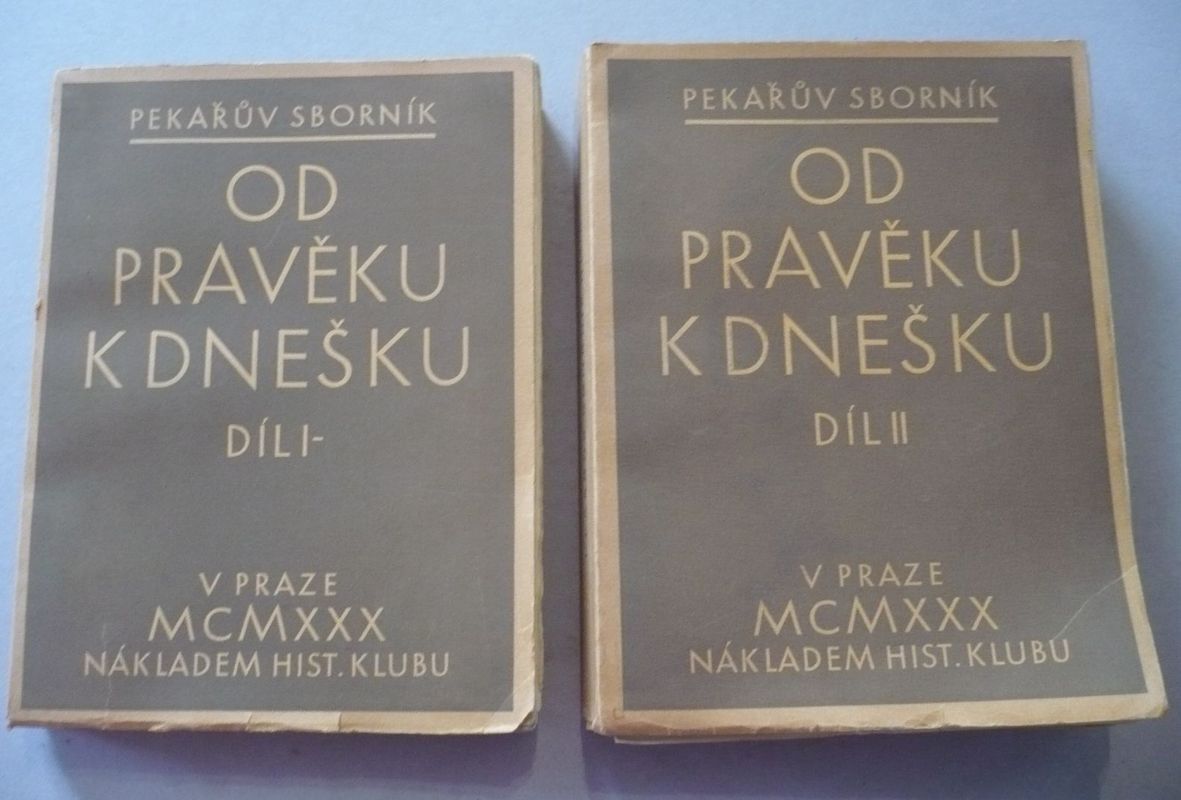 PEKAŘŮV SBORNÍK
OD
PRAVĚKU
K DNEŠKU
DÍL I-
V PRAZE
MCMXXX
NÁKLADEM HIST. KLUBU
PEKAŘŮV SBORNÍK
OD
PRAVĚKU
K DNEŠKU
DÍL II
V PRAZE
MCMXXX
NÁKLADEM HIST. KLUBU